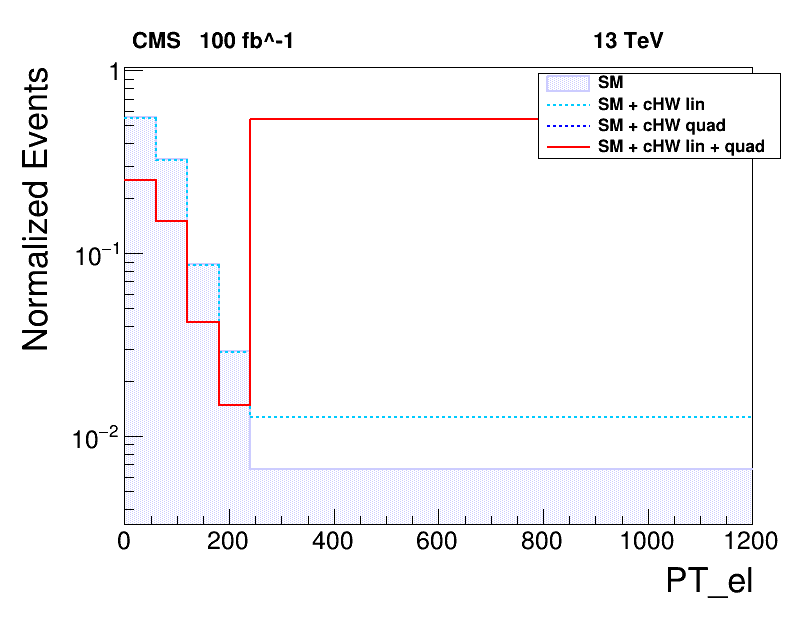 CMS 100 fb^-1 13 TeV
Normalized Events
1
10⁻¹
10⁻²
SM
SM + cHW lin
SM + cHW quad
SM + cHW lin + quad
0 200 400 600 800 1000 1200
PT_el